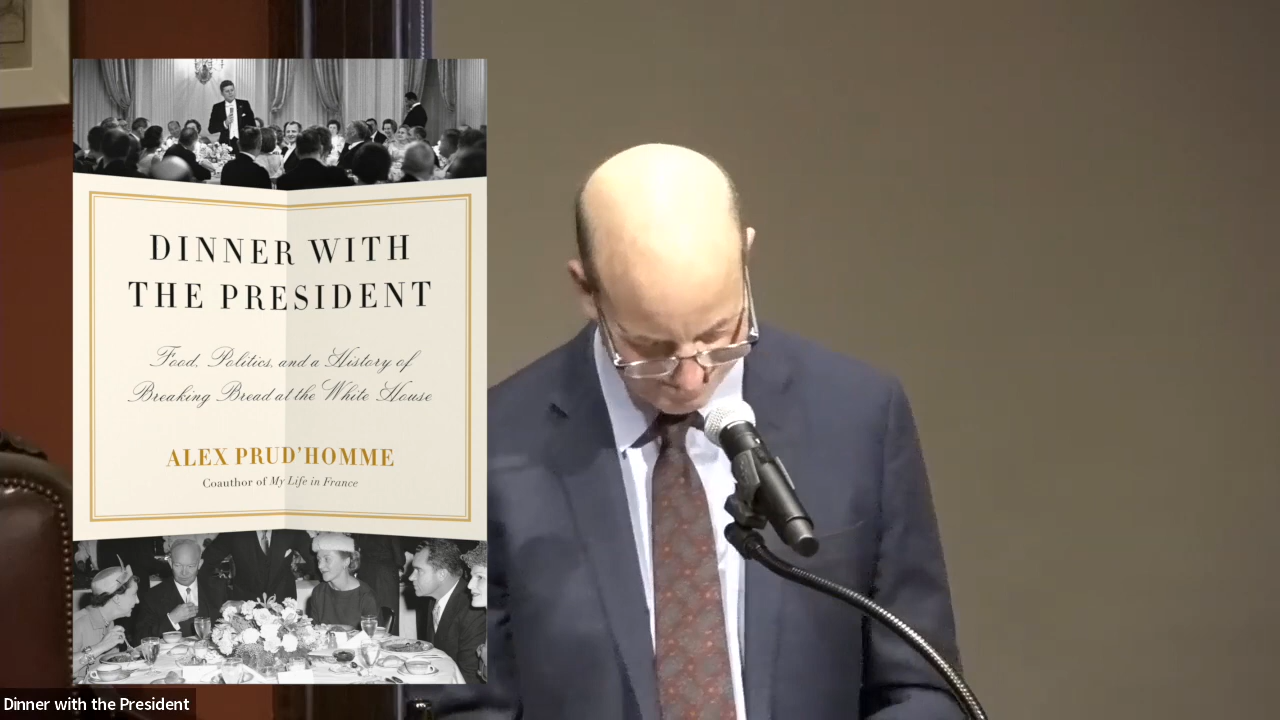 DINNER WITH
THE PRESIDENT
Food, Politics, and a History of
Breaking Bread at the White House
ALEX PRUD'HOMME
Coauthor of My Life in France
Dinner with the President